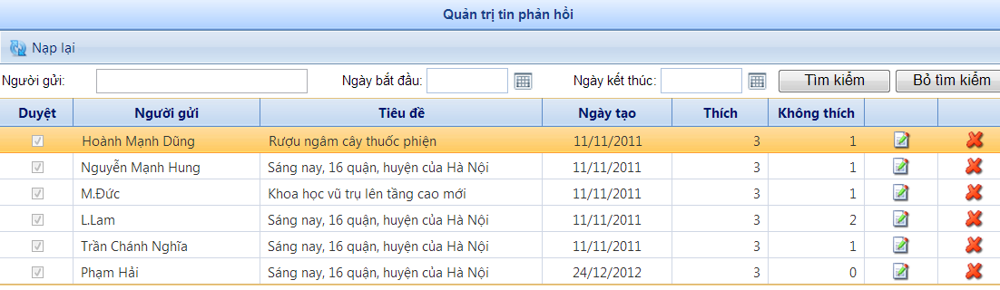 Quản trị tin phản hồi
Nạp lại
Người gửi: Ngày bắt đầu: Ngày kết thúc: Tìm kiếm Bỏ tìm kiếm
Duyệt Người gửi Tiêu đề Ngày tạo Thích Không thích
Hoành Mạnh Dũng Rượu ngâm cây thuốc phiện 11/11/2011 3 1
Nguyễn Mạnh Hung Sáng nay, 16 quận, huyện của Hà Nội 11/11/2011 3 1
M.Đức Khoa học vũ trụ lên tầng cao mới 11/11/2011 3 1
L.Lam Sáng nay, 16 quận, huyện của Hà Nội 11/11/2011 3 2
Trần Chánh Nghĩa Sáng nay, 16 quận, huyện của Hà Nội 11/11/2011 3 1
Phạm Hải Sáng nay, 16 quận, huyện của Hà Nội 24/12/2012 3 0